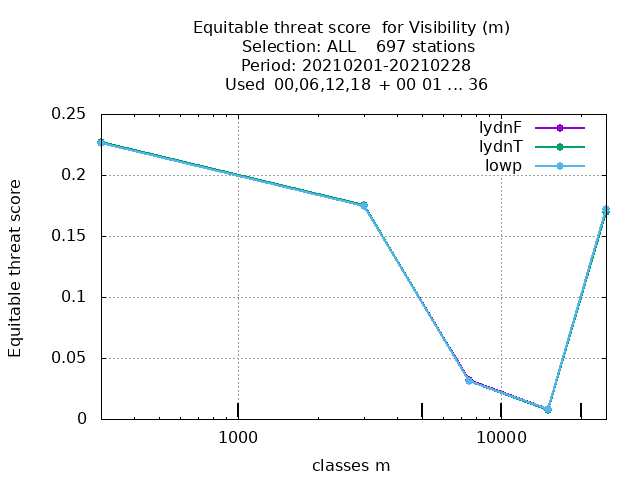 Equitable threat score  for Visibility (m)
Selection: ALL    697 stations
Period: 20210201-20210228
Used  00,06,12,18  + 00 01 ... 36
lydnF
lydnT
lowp
0.25
0.2
0.15
0.1
0.05
0
Equitable threat score
1000
10000
classes m